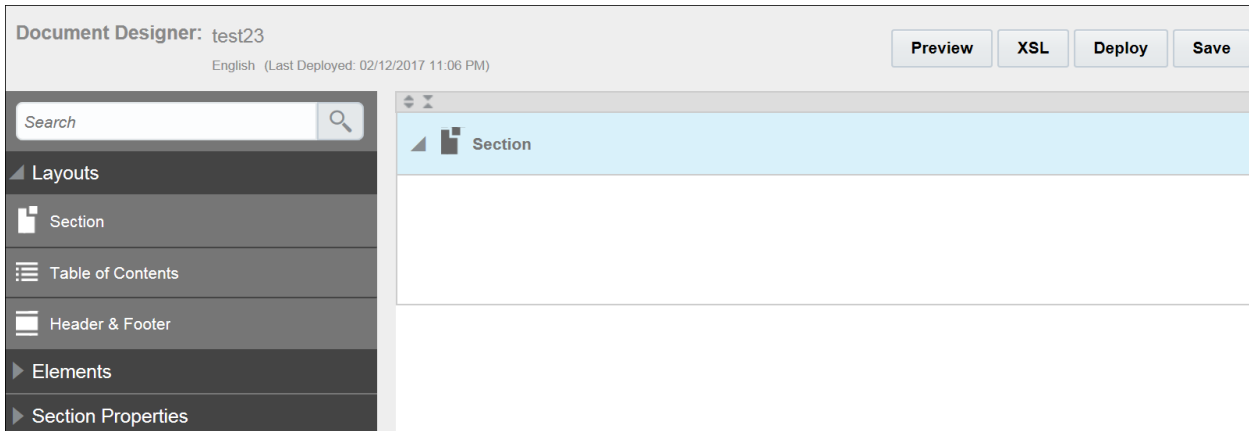 Document Designer: test23
Preview XSL Deploy Save
English (Last Deployed: 02/12/2017 11:06 PM)
Search
Section
Layouts
Section
Table of Contents
Header & Footer
Elements
Section Properties